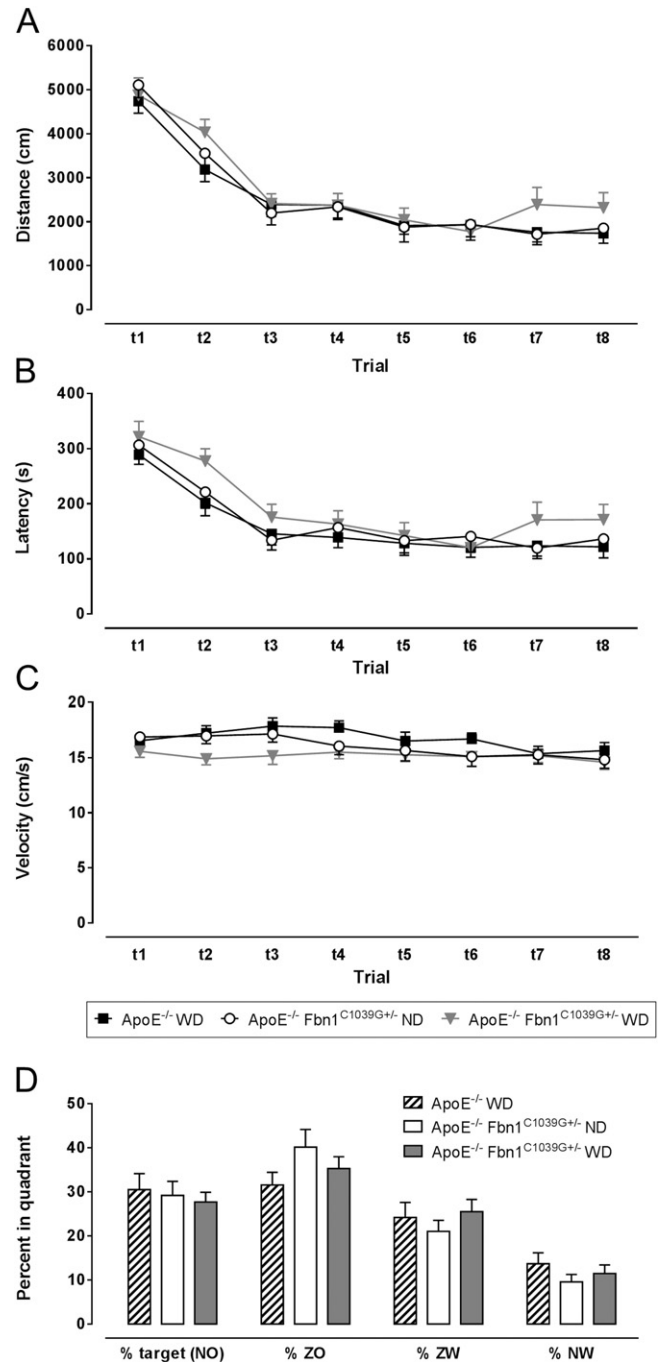 A
6000
5000
4000
3000
2000
1000
0
Distance (cm)
t1 t2 t3 t4 t5 t6 t7 t8
Trial
B
400
300
200
100
0
Latency (s)
t1 t2 t3 t4 t5 t6 t7 t8
Trial
C
20
15
15
5
0
Velocity (cm/s)
t1 t2 t3 t4 t5 t6 t7 t8
Trial
ApoE-/- WD ApoE-/- Fbn1C1039G+/- ND ApoE-/- Fbn1C1039G+/- WD
D
50
40
30
20
10
0
Percent in quadrant
ApoE-/- WD
ApoE-/- Fbn1C1039G+/- ND
ApoE-/- Fbn1C1039G+/- WD
% target (NO) % ZO % ZW % NW